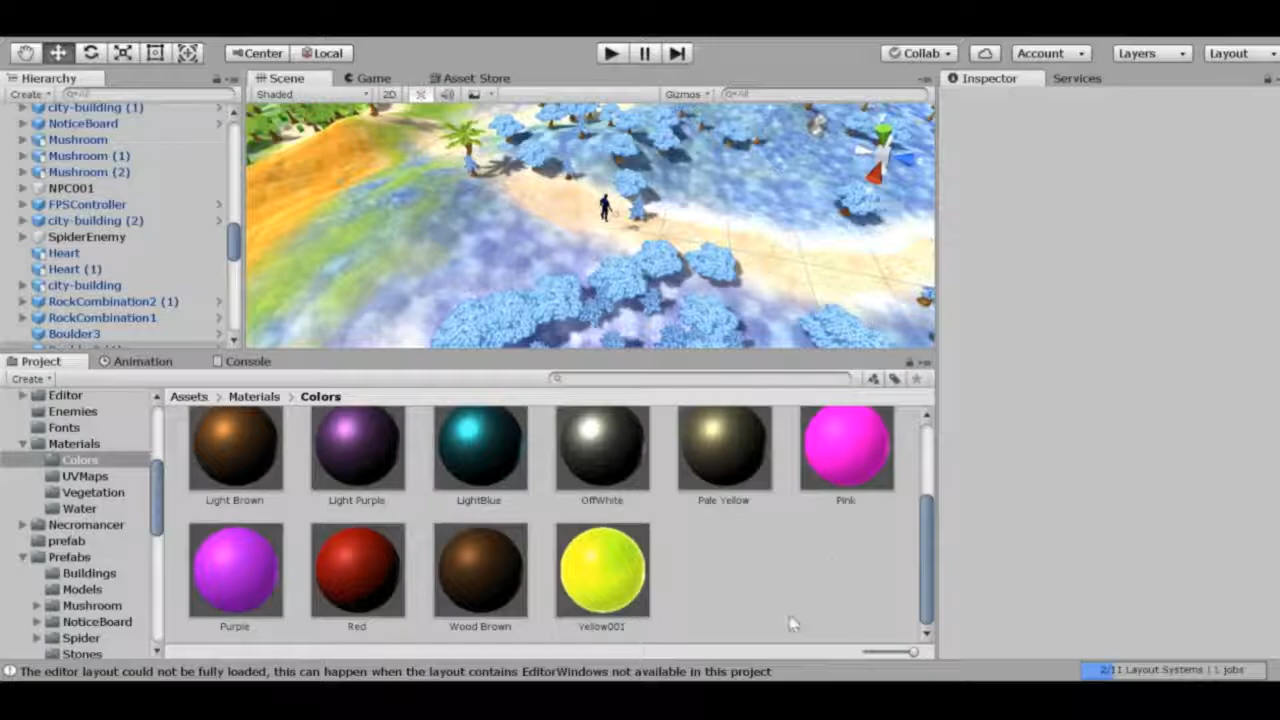 Center Local Collab Account Layers Layout
Hierarchy Scene Game Asset Store Inspector Services
Create Shaded 2D Gizmos
city-building (1)
NoticeBoard
Mushroom
Mushroom (1)
Mushroom (2)
NPC001
FPSController
city-building (2)
SpiderEnemy
Heart
Heart (1)
city-building
RockCombination2 (1)
RockCombination1
Boulder3
Project Animation Console
Create
Editor
Enemies
Fonts
Materials
Colors
UVMaps
Vegetation
Water
Necromancer
prefab
Prefabs
Buildings
Models
Mushroom
NoticeBoard
Spider
Stones
Assets > Materials > Colors
Light Brown Light Purple LightBlue OffWhite Pale Yellow Pink
Purple Red Wood Brown Yellow001
The editor layout could not be fully loaded, this can happen when the layout contains EditorWindows not available in this project
2/11 Layout Systems | 1 jobs